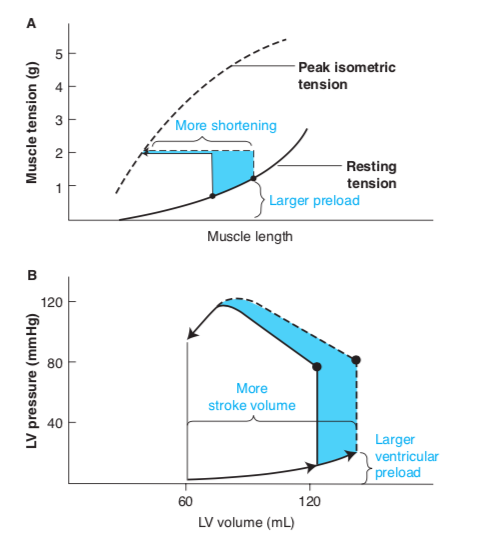 A
Muscle tension (g)
5
4
3
2
1
Peak isometric
tension
More shortening
Resting
tension
Larger preload
Muscle length
B
LV pressure (mmHg)
120
80
40
More
stroke volume
Larger
ventricular
preload
60
120
LV volume (mL)